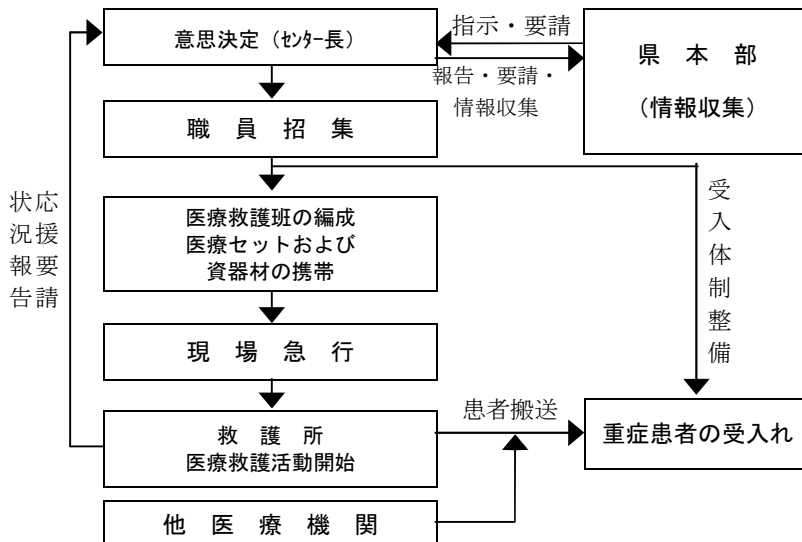 意思決定（ｾﾝﾀｰ長）
指示・要請
報告・要請・
情報収集
県　本　部
（情報収集）
職　員　招　集
医療救護班の編成
医療セットおよび
資器材の携帯
現　場　急　行
救　護　所
医療救護活動開始
他　医　療　機　関
患者搬送
重症患者の受入れ
受入体制整備
応援要請
状況報告